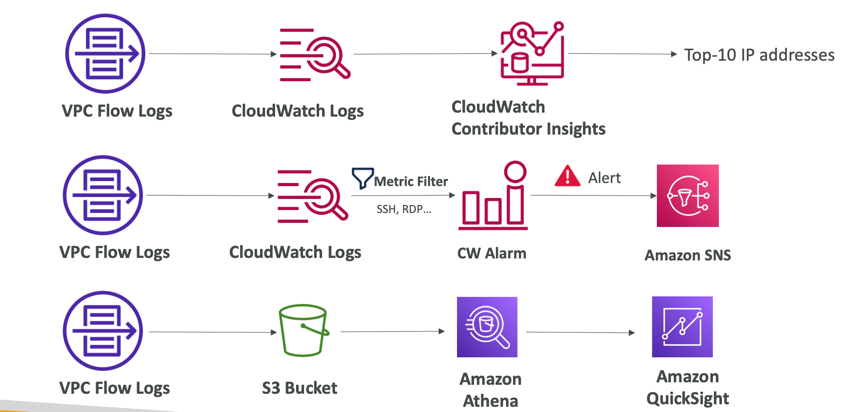 VPC Flow Logs
CloudWatch Logs
CloudWatch
Contributor Insights
Top-10 IP addresses
VPC Flow Logs
CloudWatch Logs
Metric Filter
SSH, RDP...
CW Alarm
Alert
Amazon SNS
VPC Flow Logs
S3 Bucket
Amazon
Athena
Amazon
QuickSight